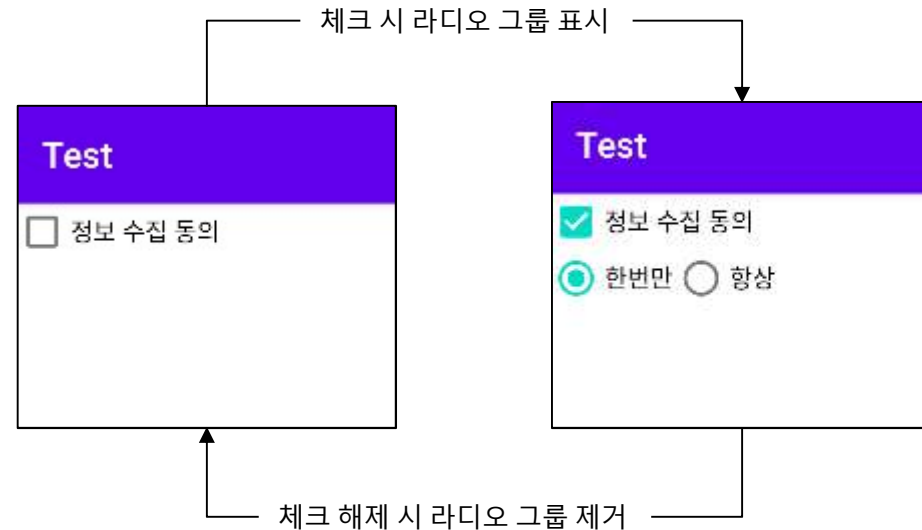 체크 시 라디오 그룹 표시
Test
정보 수집 동의
Test
정보 수집 동의
한번만 항상
체크 해제 시 라디오 그룹 제거